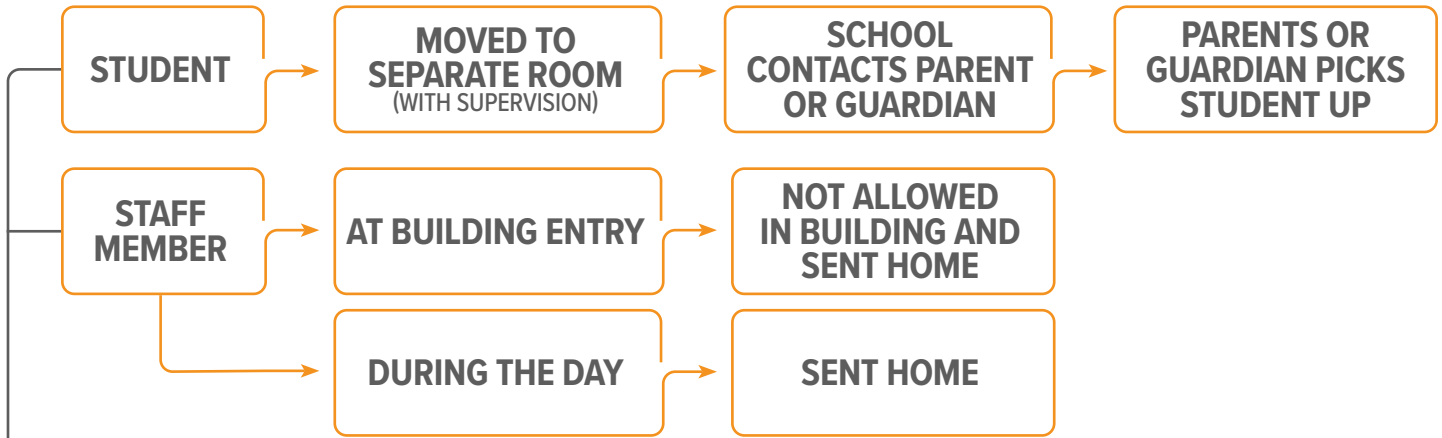 STUDENT
MOVED TO
SEPARATE ROOM
(WITH SUPERVISION)
SCHOOL
CONTACTS PARENT
OR GUARDIAN
PARENTS OR
GUARDIAN PICKS
STUDENT UP
STAFF
MEMBER
AT BUILDING ENTRY
NOT ALLOWED
IN BUILDING AND
SENT HOME
DURING THE DAY
SENT HOME